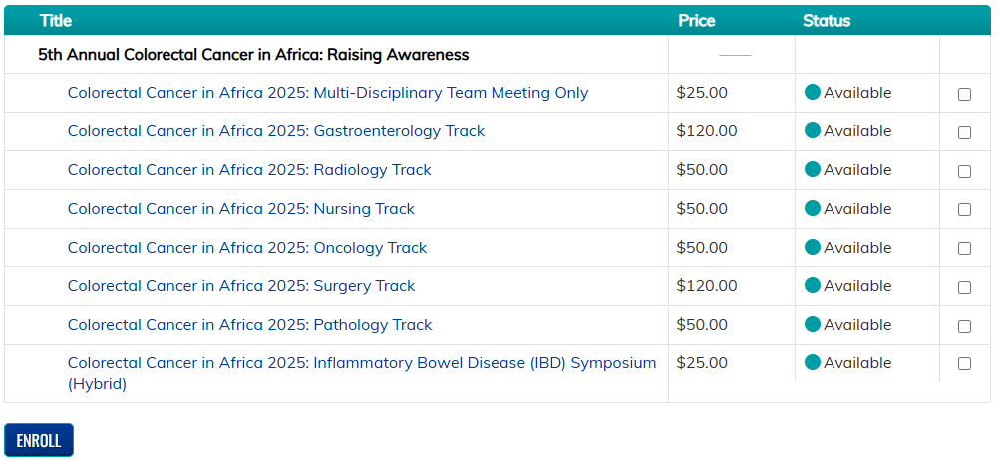 Title Price Status
5th Annual Colorectal Cancer in Africa: Raising Awareness
Colorectal Cancer in Africa 2025: Multi-Disciplinary Team Meeting Only $25.00 Available
Colorectal Cancer in Africa 2025: Gastroenterology Track $120.00 Available
Colorectal Cancer in Africa 2025: Radiology Track $50.00 Available
Colorectal Cancer in Africa 2025: Nursing Track $50.00 Available
Colorectal Cancer in Africa 2025: Oncology Track $50.00 Available
Colorectal Cancer in Africa 2025: Surgery Track $120.00 Available
Colorectal Cancer in Africa 2025: Pathology Track $50.00 Available
Colorectal Cancer in Africa 2025: Inflammatory Bowel Disease (IBD) Symposium $25.00 Available
(Hybrid)
ENROLL